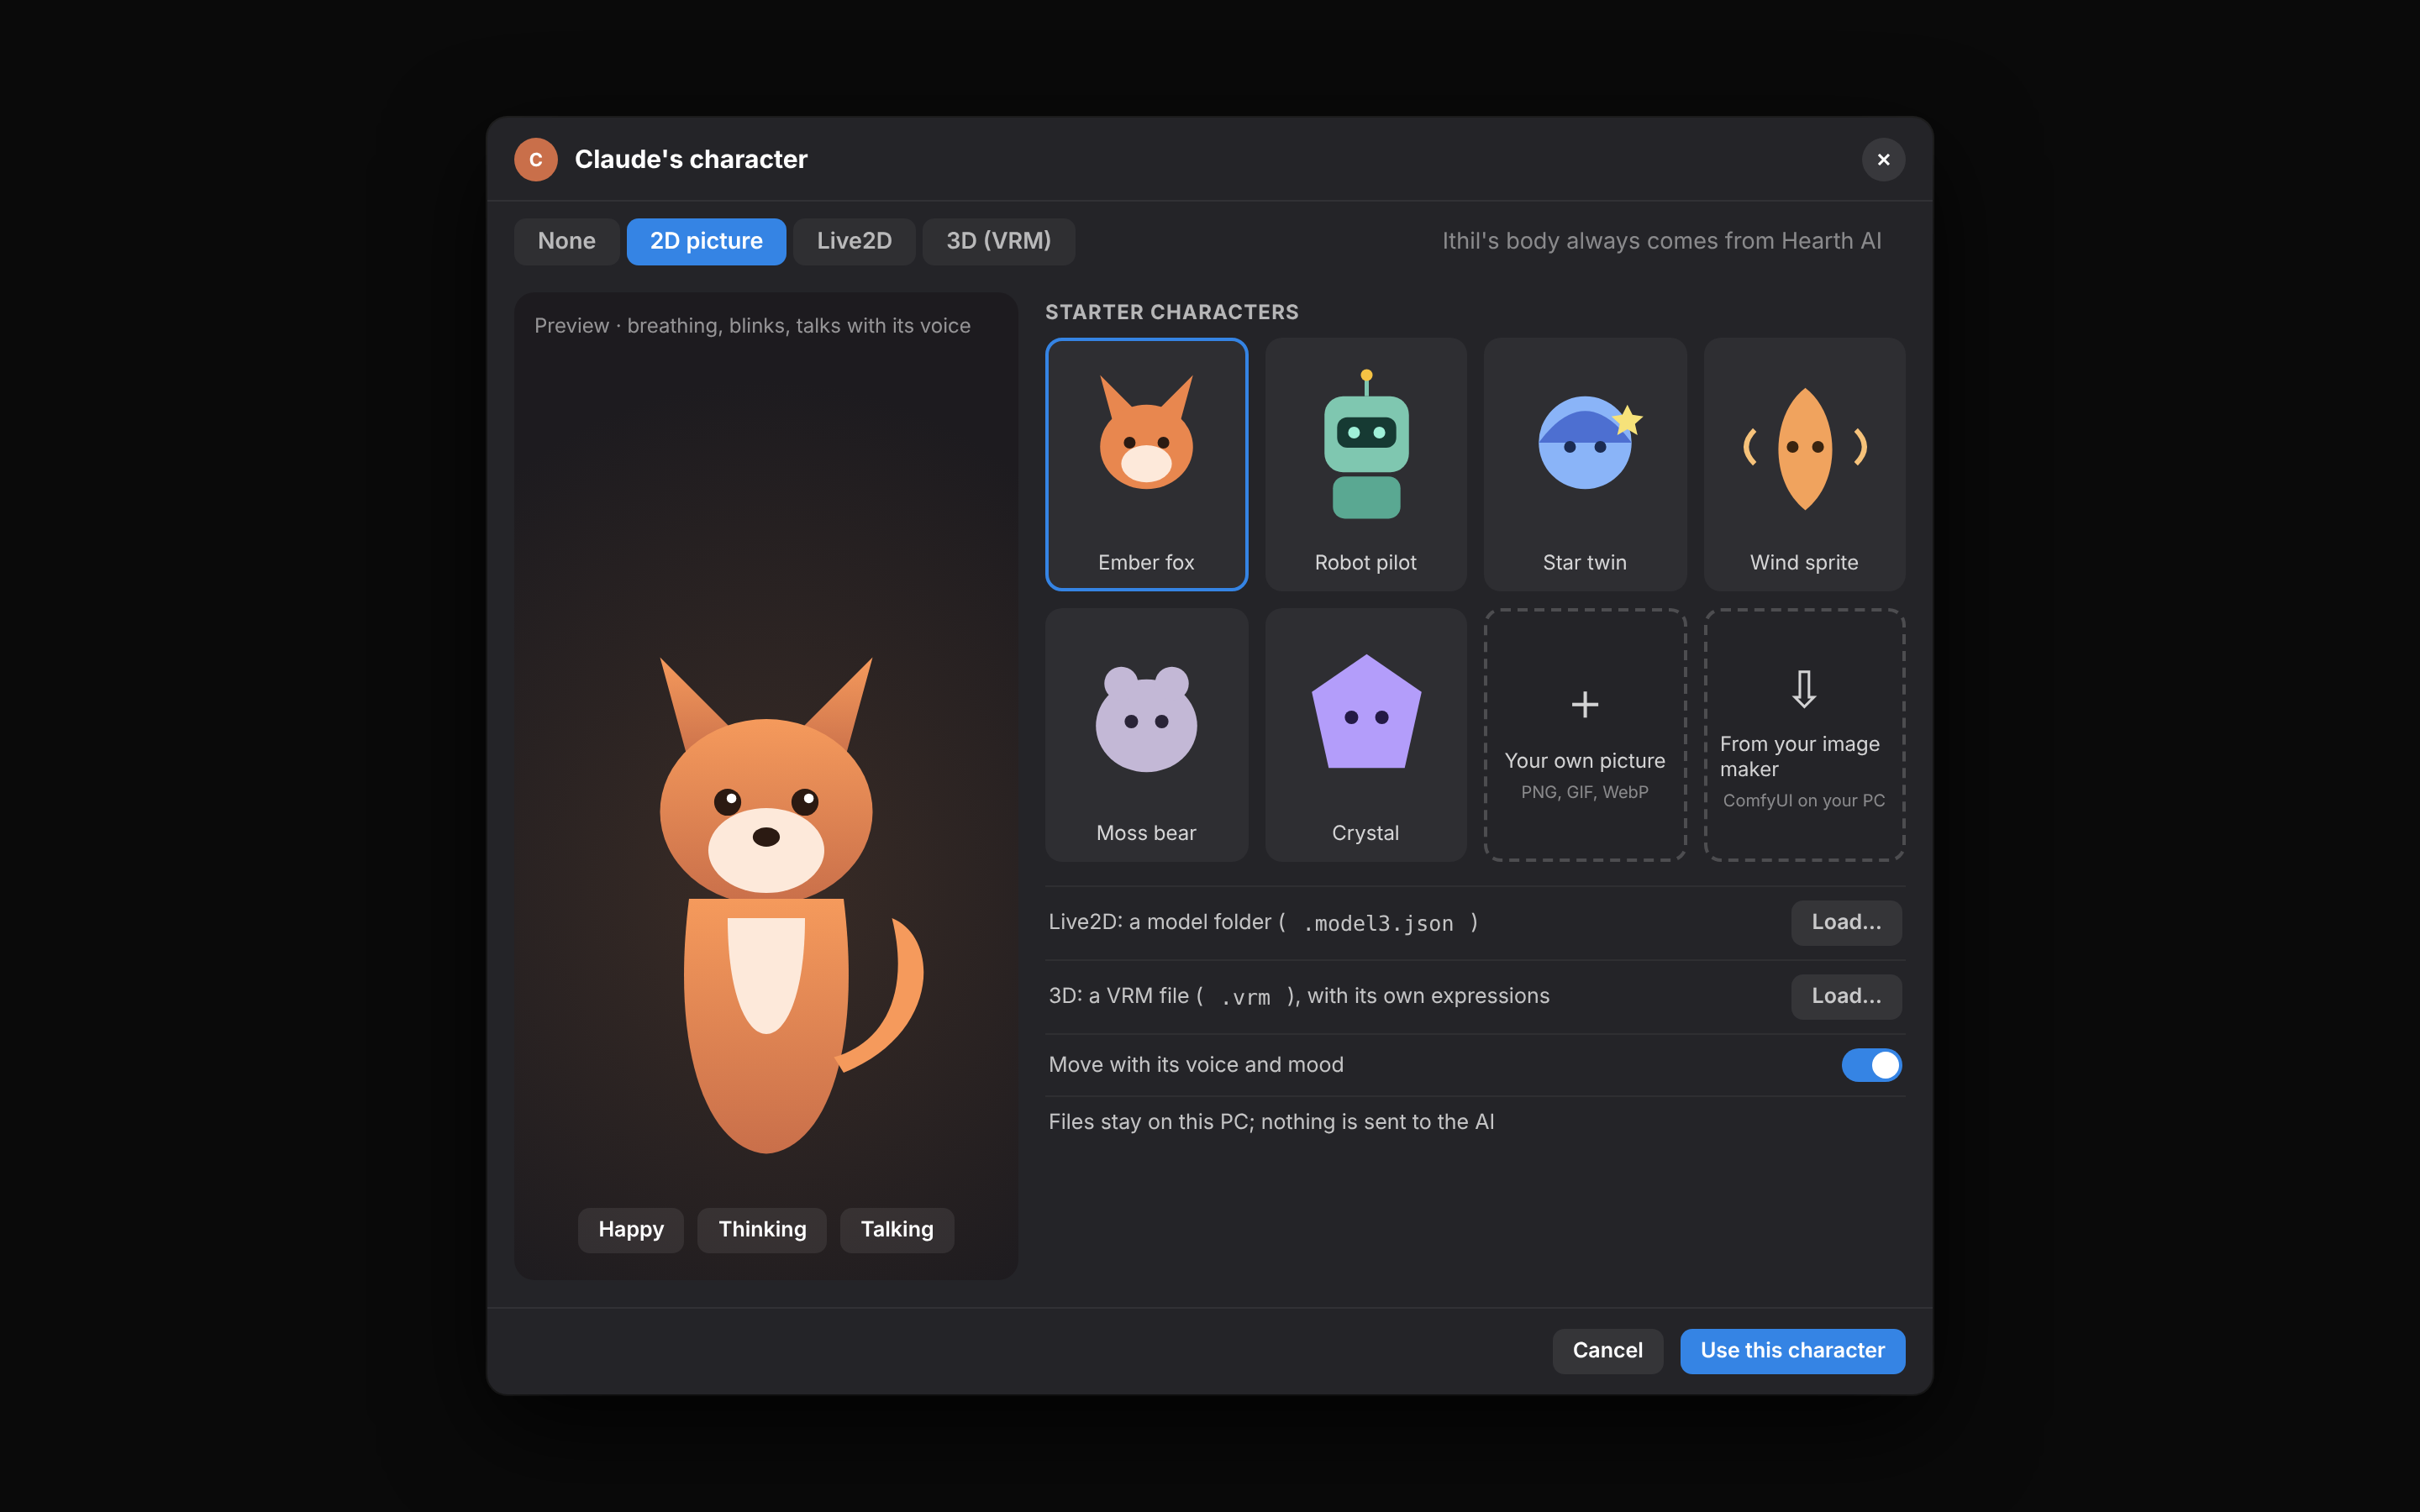 C
Claude's character
×
None
2D picture
Live2D
3D (VRM)
Ithil's body always comes from Hearth AI
Preview · breathing, blinks, talks with its voice
Happy
Thinking
Talking
STARTER CHARACTERS
Ember fox
Robot pilot
Star twin
Wind sprite
Moss bear
Crystal
+
Your own picture
PNG, GIF, WebP
⇩
From your image
maker
ComfyUI on your PC
Live2D: a model folder ( .model3.json )
Load...
3D: a VRM file ( .vrm ), with its own expressions
Load...
Move with its voice and mood
Files stay on this PC; nothing is sent to the AI
Cancel
Use this character